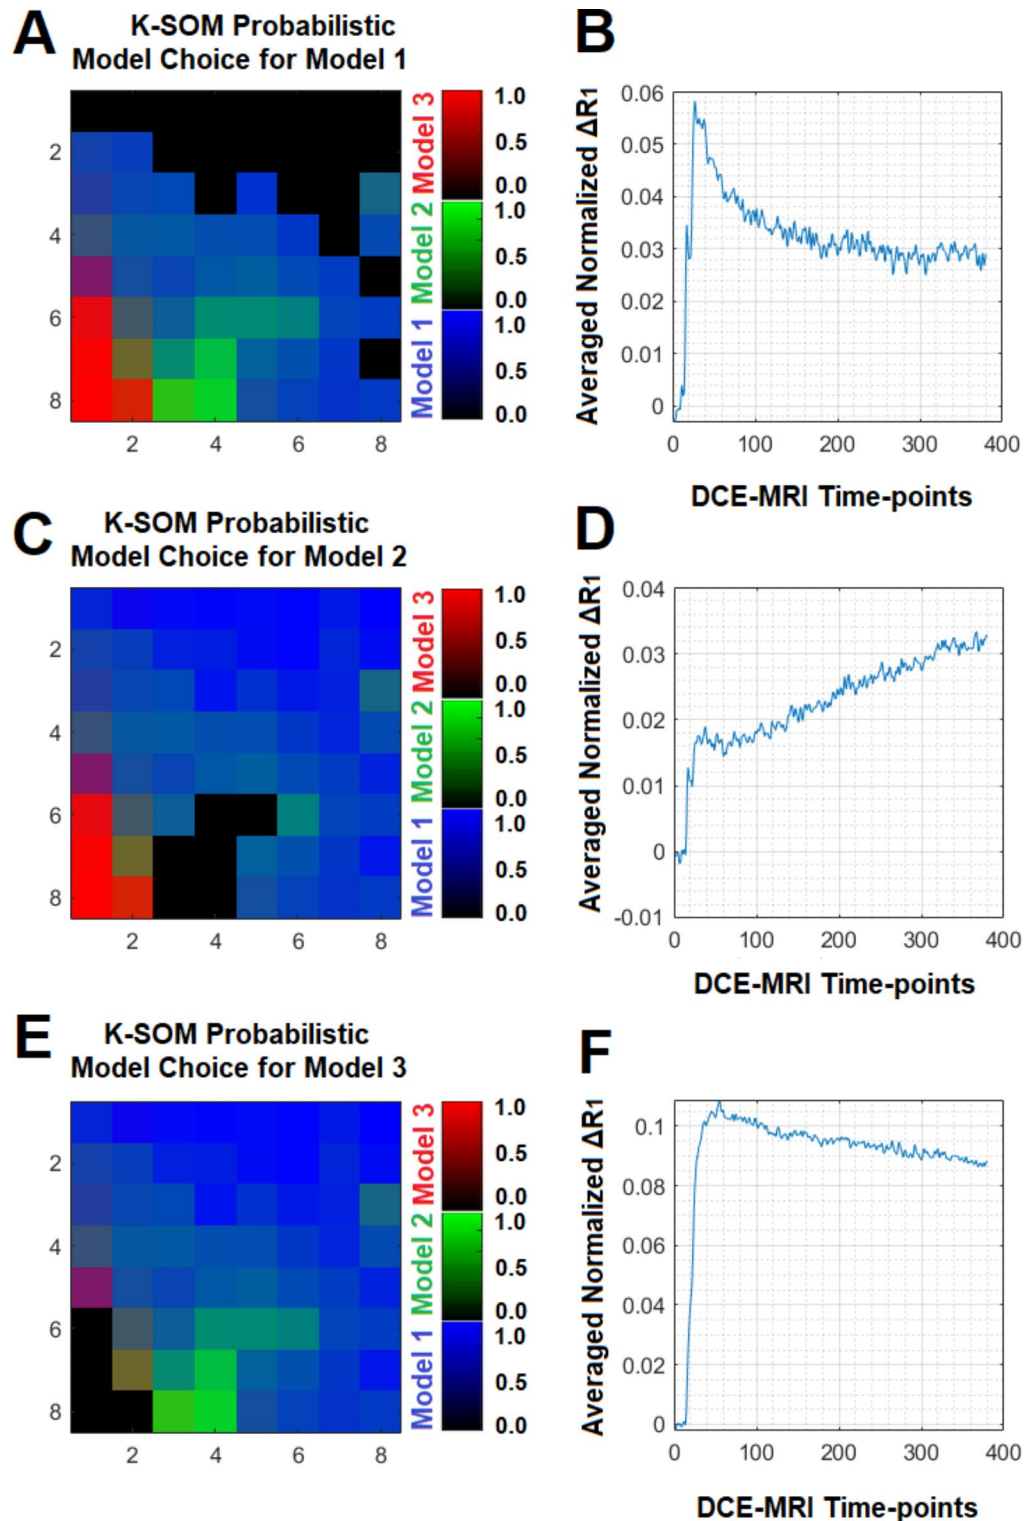 A
K-SOM Probabilistic
Model Choice for Model 1
2
4
6
8
2 4 6 8
Model 3
1.0
0.5
0.0
Model 2
1.0
0.5
0.0
Model 1
1.0
0.5
0.0
B
Averaged Normalized ΔR1
0.06
0.05
0.04
0.03
0.02
0.01
0
0 100 200 300 400
DCE-MRI Time-points
C
K-SOM Probabilistic
Model Choice for Model 2
2
4
6
8
2 4 6 8
Model 3
1.0
0.5
0.0
Model 2
1.0
0.5
0.0
Model 1
1.0
0.5
0.0
D
Averaged Normalized ΔR1
0.04
0.03
0.02
0.01
0
-0.01
0 100 200 300 400
DCE-MRI Time-points
E
K-SOM Probabilistic
Model Choice for Model 3
2
4
6
8
2 4 6 8
Model 3
1.0
0.5
0.0
Model 2
1.0
0.5
0.0
Model 1
1.0
0.5
0.0
F
Averaged Normalized ΔR1
0.1
0.08
0.06
0.04
0.02
0
0 100 200 300 400
DCE-MRI Time-points